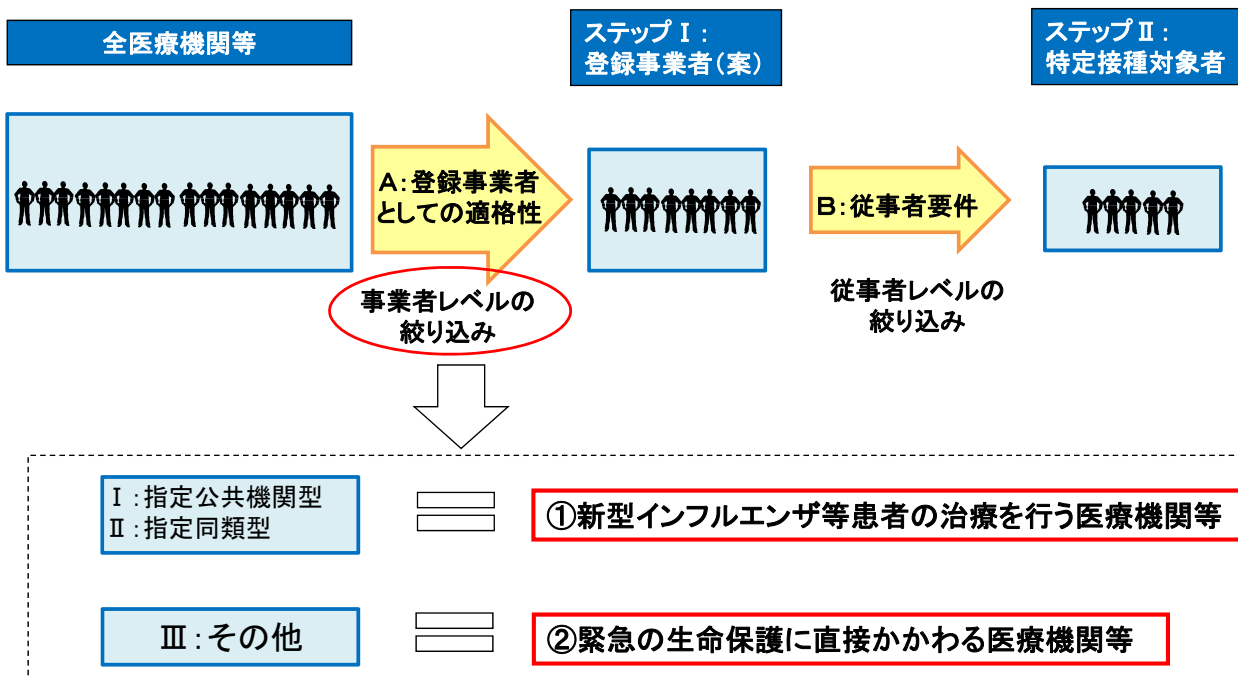 全医療機関等
ステップⅠ：
登録事業者（案）
ステップⅡ：
特定接種対象者
A：登録事業者
としての適格性
B：従事者要件
事業者レベルの
絞り込み
従事者レベルの
絞り込み
Ⅰ：指定公共機関型
Ⅱ：指定同類型
①新型インフルエンザ等患者の治療を行う医療機関等
Ⅲ：その他
②緊急の生命保護に直接かかわる医療機関等